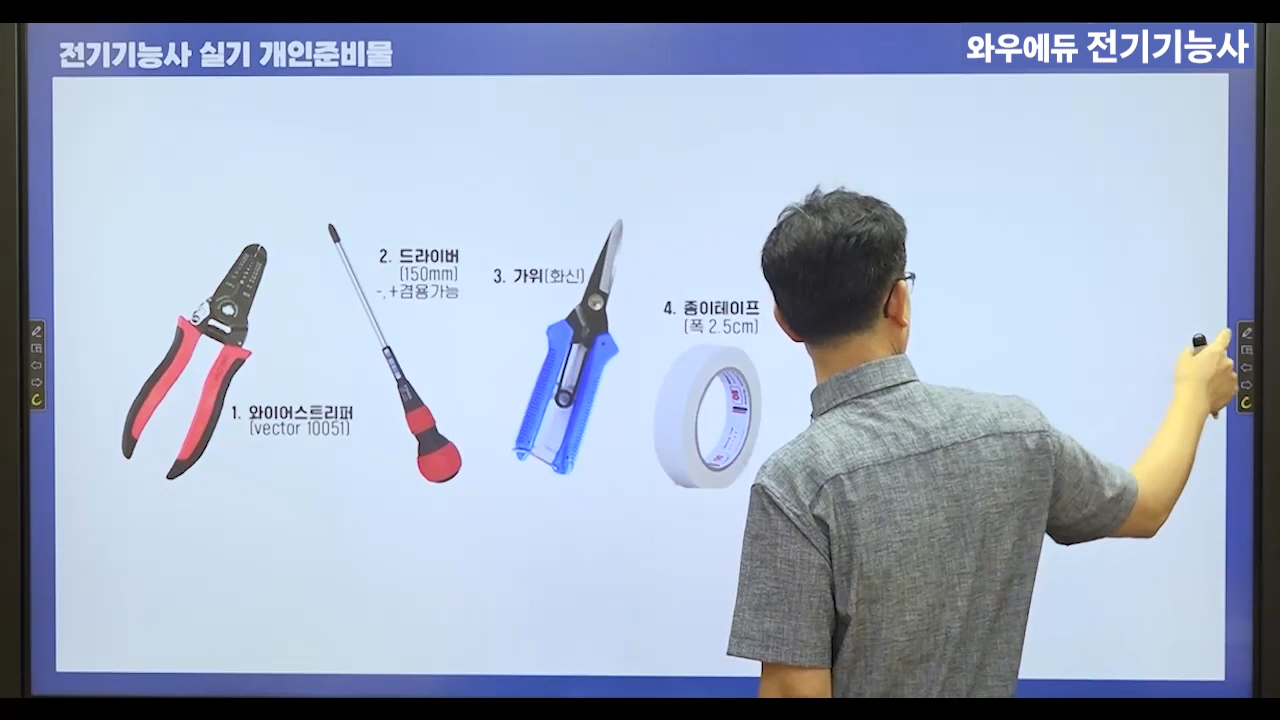 전기기능사 실기 개인준비물
와우에듀 전기기능사
1. 와이어스트리퍼
(vector 10051)
2. 드라이버
(150mm)
-,+겸용가능
3. 가위(화신)
4. 종이테이프
(폭 2.5cm)